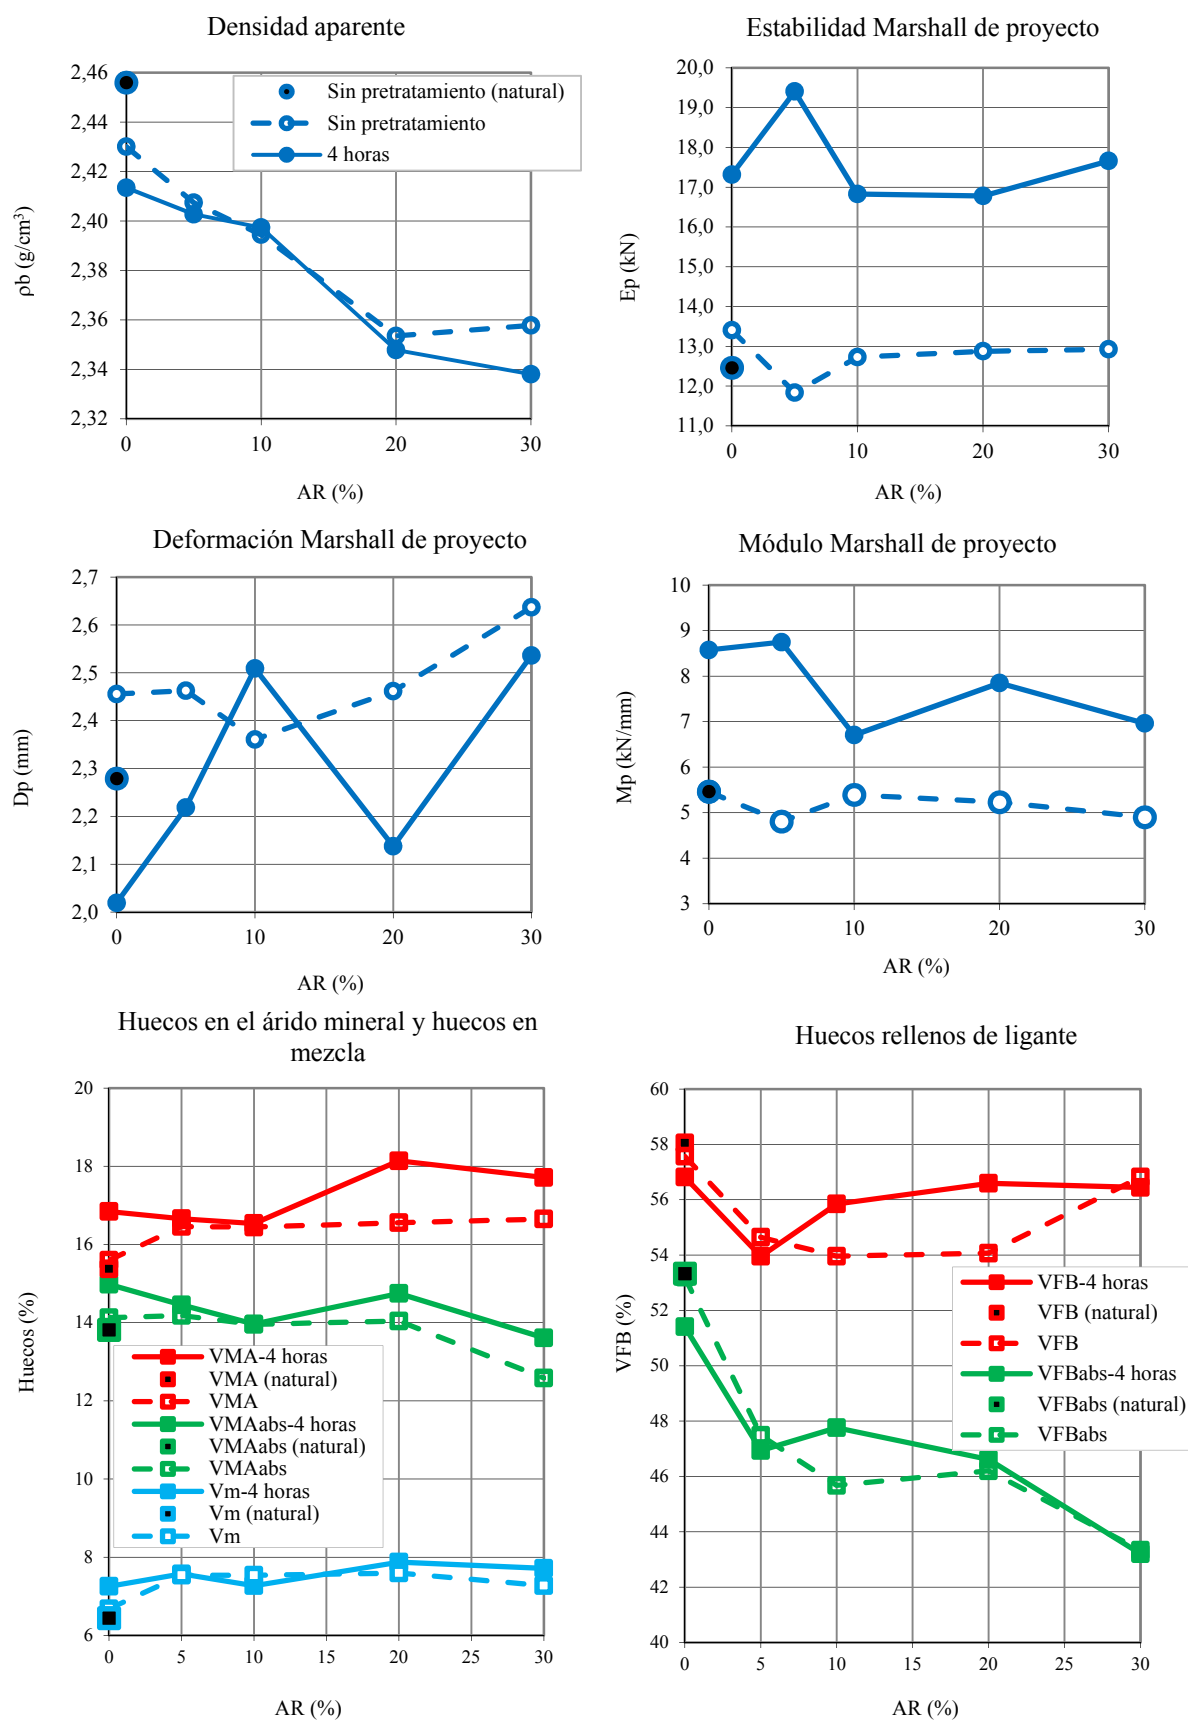 Densidad aparente
2,46
2,44
2,42
2,40
2,38
2,36
2,34
2,32
ρb (g/cm³)
Sin pretratamiento (natural)
Sin pretratamiento
4 horas
0
10
20
30
AR (%)
Estabilidad Marshall de proyecto
20,0
19,0
18,0
17,0
16,0
15,0
14,0
13,0
12,0
11,0
Ep (kN)
0
10
20
30
AR (%)
Deformación Marshall de proyecto
2,7
2,6
2,5
2,4
2,3
2,2
2,1
2,0
Dp (mm)
0
10
20
30
AR (%)
Módulo Marshall de proyecto
10
9
8
7
6
5
4
3
Mp (kN/mm)
0
10
20
30
AR (%)
Huecos en el árido mineral y huecos en
mezcla
20
18
16
14
12
10
8
6
Huecos (%)
VMA-4 horas
VMA (natural)
VMA
VMAabs-4 horas
VMAabs (natural)
VMAabs
Vm-4 horas
Vm (natural)
Vm
0
5
10
15
20
25
30
AR (%)
Huecos rellenos de ligante
60
58
56
54
52
50
48
46
44
42
40
VFB (%)
VFB-4 horas
VFB (natural)
VFB
VFBabs-4 horas
VFBabs (natural)
VFBabs
0
5
10
15
20
25
30
AR (%)